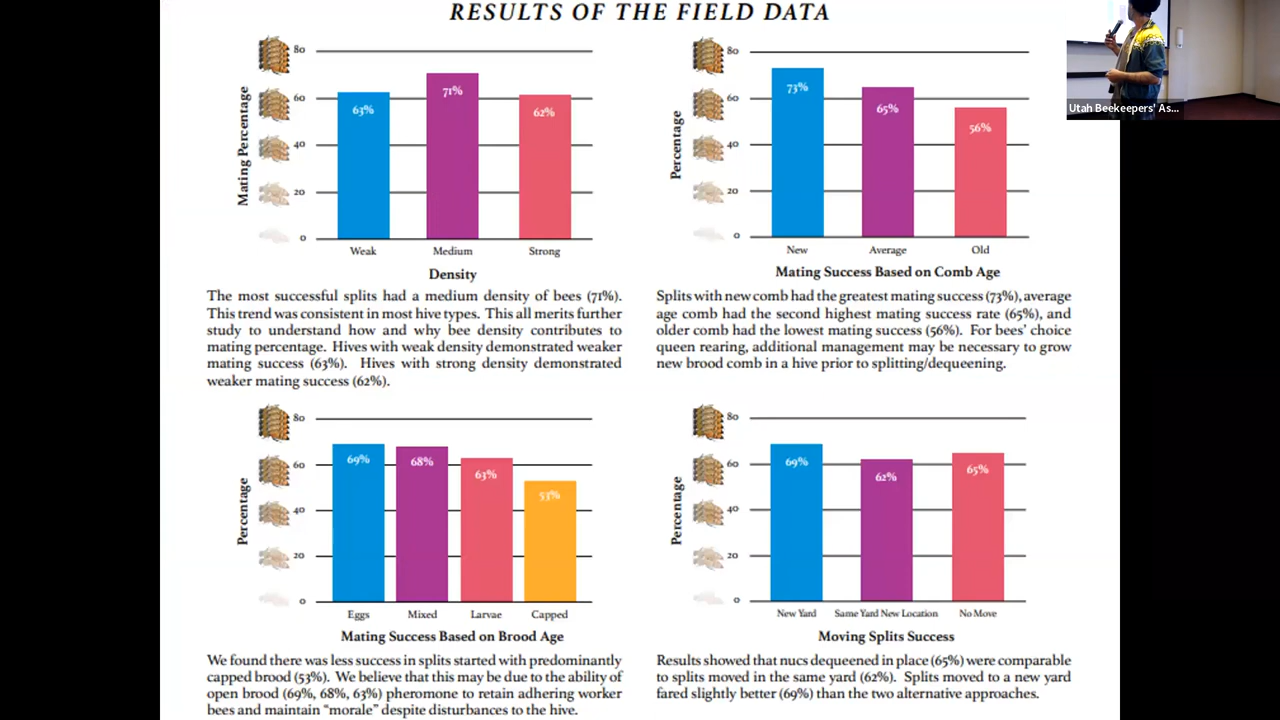 RESULTS OF THE FIELD DATA
Utah Beekeepers' As...
Mating Percentage
80
60
40
20
0
63%
71%
62%
Weak
Medium
Strong
Density
The most successful splits had a medium density of bees (71%).
This trend was consistent in most hive types. This all merits further
study to understand how and why bee density contributes to
mating percentage. Hives with weak density demonstrated weaker
mating success (63%). Hives with strong density demonstrated
weaker mating success (62%).
Percentage
80
60
40
20
0
73%
65%
56%
New
Average
Old
Mating Success Based on Comb Age
Splits with new comb had the greatest mating success (73%), average
age comb had the second highest mating success rate (65%), and
older comb had the lowest mating success (56%). For bees' choice
queen rearing, additional management may be necessary to grow
new brood comb in a hive prior to splitting/dequeening.
Percentage
80
60
40
20
0
69%
68%
63%
53%
Eggs
Mixed
Larvae
Capped
Mating Success Based on Brood Age
We found there was less success in splits started with predominantly
capped brood (53%). We believe that this may be due to the ability of
open brood (69%, 68%, 63%) pheromone to retain adhering worker
bees and maintain "morale" despite disturbances to the hive.
Percentage
80
60
40
20
0
69%
62%
65%
New Yard
Same Yard New Location
No Move
Moving Splits Success
Results showed that nucs dequeened in place (65%) were comparable
to splits moved in the same yard (62%). Splits moved to a new yard
fared slightly better (69%) than the two alternative approaches.